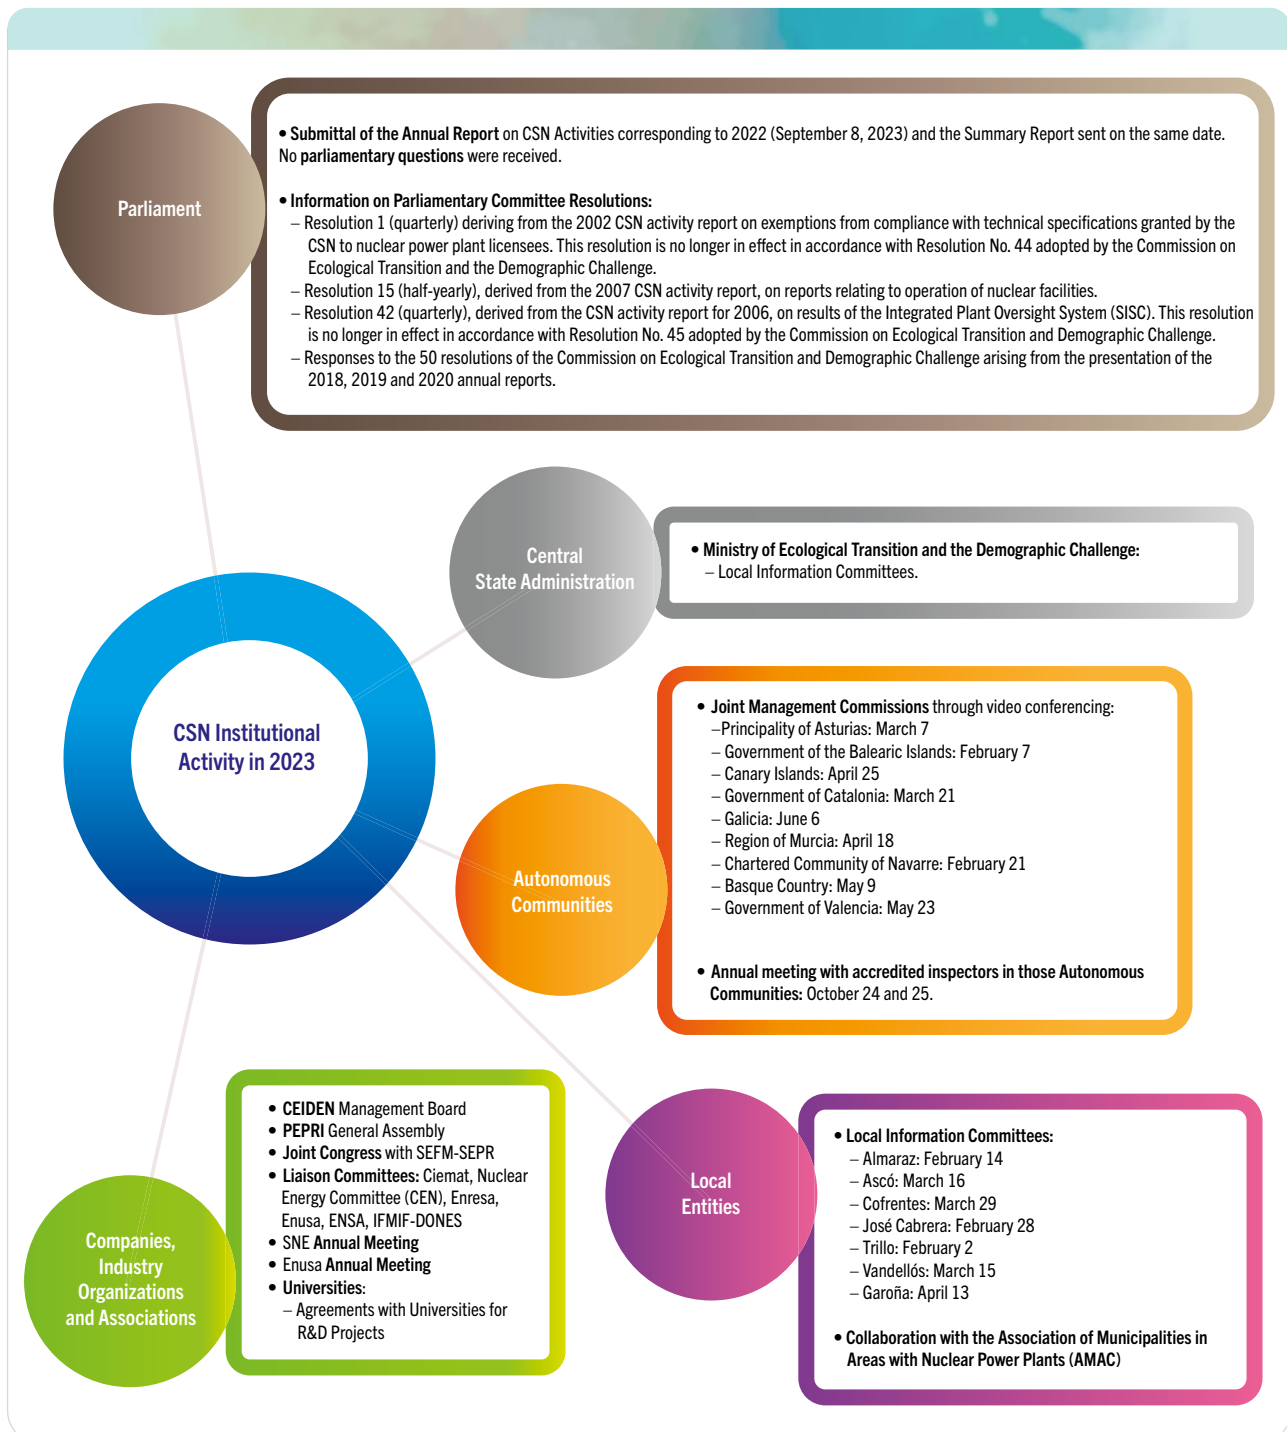 Parliament
• Submittal of the Annual Report on CSN Activities corresponding to 2022 (September 8, 2023) and the Summary Report sent on the same date.
No parliamentary questions were received.
• Information on Parliamentary Committee Resolutions:
– Resolution 1 (quarterly) deriving from the 2002 CSN activity report on exemptions from compliance with technical specifications granted by the
CSN to nuclear power plant licensees. This resolution is no longer in effect in accordance with Resolution No. 44 adopted by the Commission on
Ecological Transition and the Demographic Challenge.
– Resolution 15 (half-yearly), derived from the 2007 CSN activity report, on reports relating to operation of nuclear facilities.
– Resolution 42 (quarterly), derived from the CSN activity report for 2006, on results of the Integrated Plant Oversight System (SISC). This resolution
is no longer in effect in accordance with Resolution No. 45 adopted by the Commission on Ecological Transition and Demographic Challenge.
– Responses to the 50 resolutions of the Commission on Ecological Transition and Demographic Challenge arising from the presentation of the
2018, 2019 and 2020 annual reports.
Central
State Administration
• Ministry of Ecological Transition and the Demographic Challenge:
– Local Information Committees.
CSN Institutional
Activity in 2023
Autonomous
Communities
• Joint Management Commissions through video conferencing:
–Principality of Asturias: March 7
– Government of the Balearic Islands: February 7
– Canary Islands: April 25
– Government of Catalonia: March 21
– Galicia: June 6
– Region of Murcia: April 18
– Chartered Community of Navarre: February 21
– Basque Country: May 9
– Government of Valencia: May 23
• Annual meeting with accredited inspectors in those Autonomous
Communities: October 24 and 25.
Companies,
Industry
Organizations
and Associations
• CEIDEN Management Board
• PEPRI General Assembly
• Joint Congress with SEFM-SEPR
• Liaison Committees: Ciemat, Nuclear
Energy Committee (CEN), Enresa,
Enusa, ENSA, IFMIF-DONES
• SNE Annual Meeting
• Enusa Annual Meeting
• Universities:
– Agreements with Universities for
R&D Projects
Local
Entities
• Local Information Committees:
– Almaraz: February 14
– Ascó: March 16
– Cofrentes: March 29
– José Cabrera: February 28
– Trillo: February 2
– Vandellós: March 15
– Garoña: April 13
• Collaboration with the Association of Municipalities in
Areas with Nuclear Power Plants (AMAC)